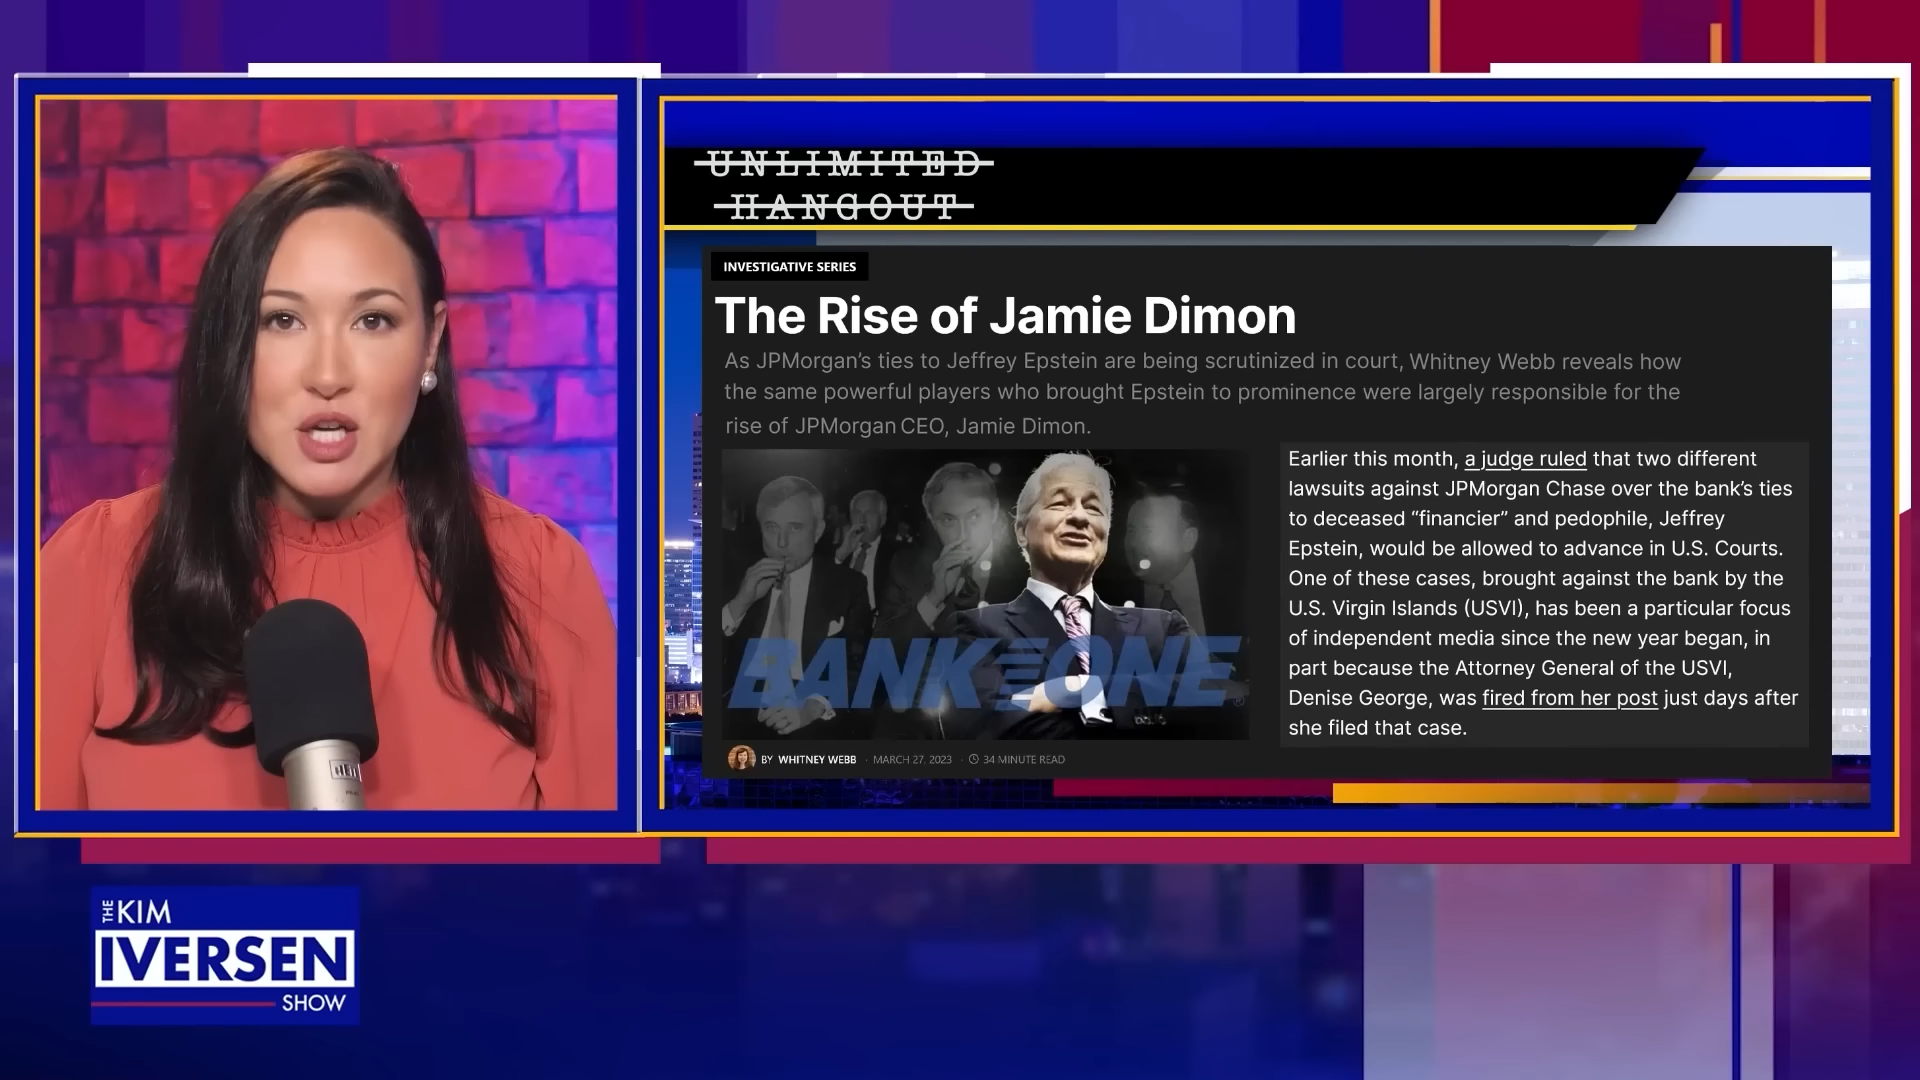 UNLIMITED
HANGOUT
INVESTIGATIVE SERIES
The Rise of Jamie Dimon
As JPMorgan’s ties to Jeffrey Epstein are being scrutinized in court, Whitney Webb reveals how
the same powerful players who brought Epstein to prominence were largely responsible for the
rise of JPMorgan CEO, Jamie Dimon.
BANK ONE
BY WHITNEY WEBB · MARCH 27, 2023 · 34 MINUTE READ
Earlier this month, a judge ruled that two different
lawsuits against JPMorgan Chase over the bank’s ties
to deceased “financier” and pedophile, Jeffrey
Epstein, would be allowed to advance in U.S. Courts.
One of these cases, brought against the bank by the
U.S. Virgin Islands (USVI), has been a particular focus
of independent media since the new year began, in
part because the Attorney General of the USVI,
Denise George, was fired from her post just days after
she filed that case.
THE KIM
IVERSEN
SHOW